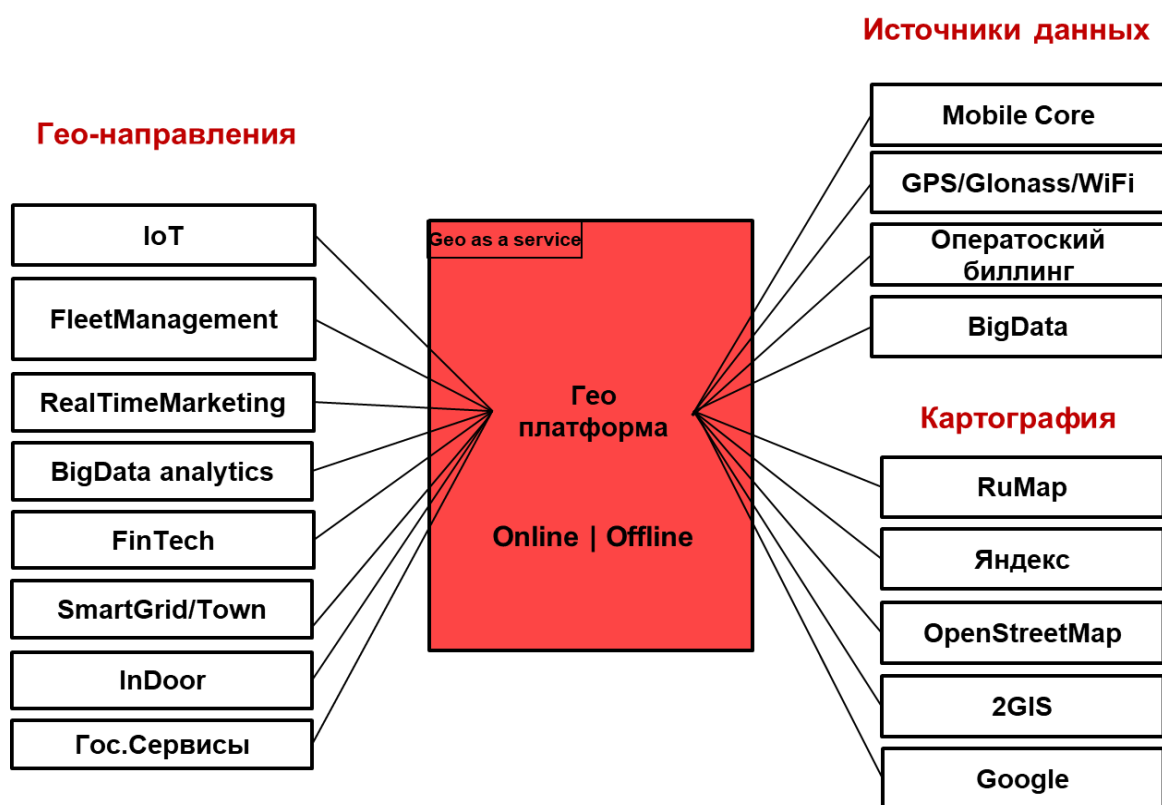 Источники данных
Mobile Core
GPS/Glonass/WiFi
Оператоский
биллинг
BigData
Гео-направления
IoT
FleetManagement
RealTimeMarketing
BigData analytics
FinTech
SmartGrid/Town
InDoor
Гос.Сервисы
Geo as a service
Гео
платформа
Online | Offline
Картография
RuMap
Яндекс
OpenStreetMap
2GIS
Google